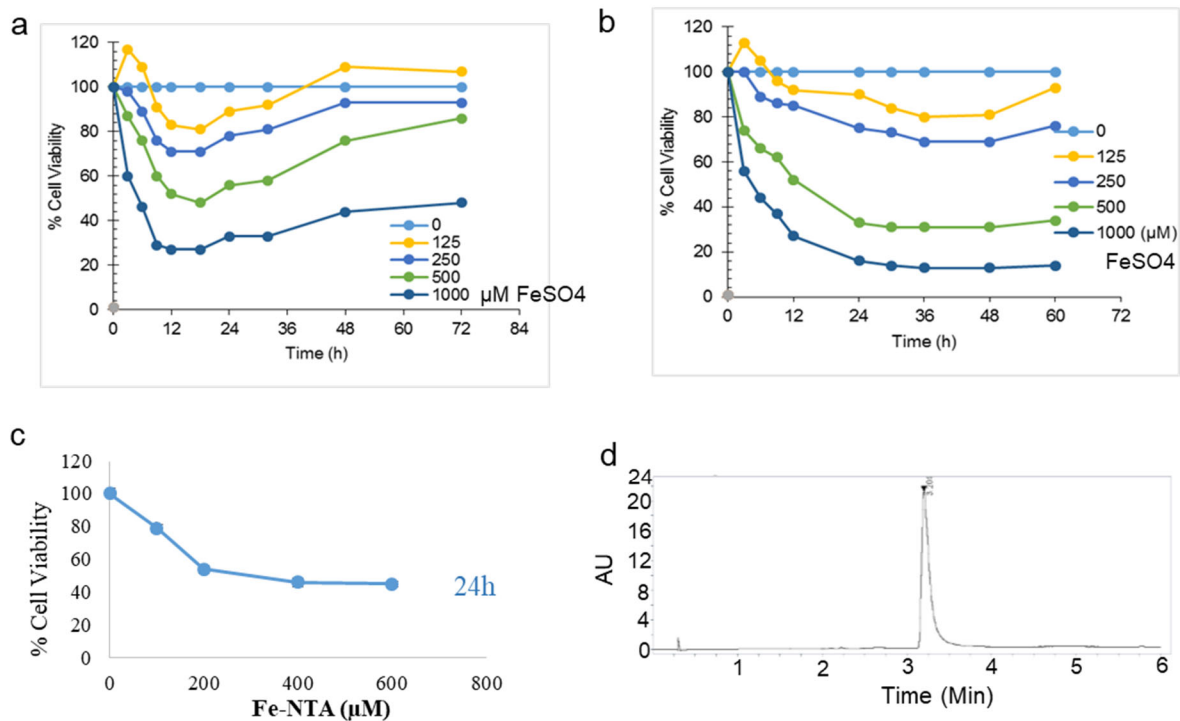 a
120
100
80
60
40
20
0
% Cell Viability
0 12 24 36 48 60 72 84
Time (h)
0
125
250
500
1000 µM FeSO4
b
120
100
80
60
40
20
0
% Cell Viability
0 12 24 36 48 60 72
Time (h)
0
125
250
500
1000 (µM)
FeSO4
c
120
100
80
60
40
20
0
% Cell Viability
24h
0 200 400 600 800
Fe-NTA (µM)
d
24
20
16
12
8
4
0
AU
1 2 3 4 5 6
Time (Min)